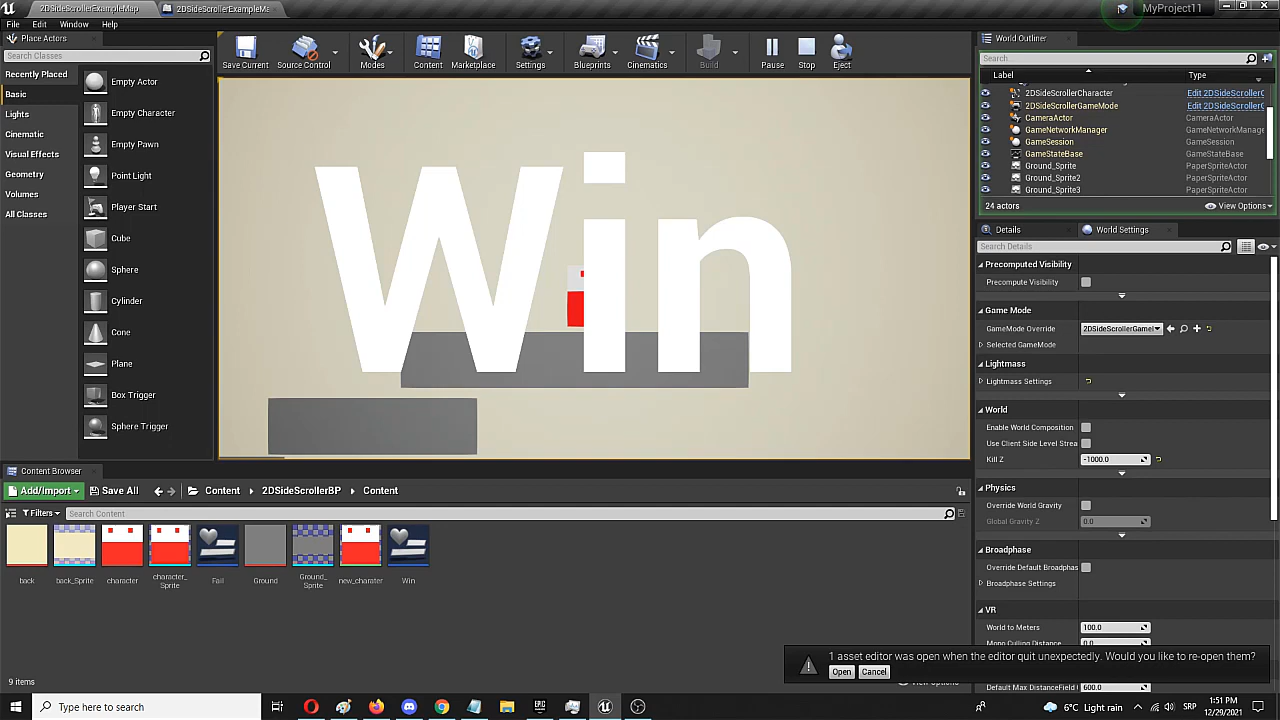 2DSideScrollerExampleMap
2DSideScrollerExampleMa
MyProject11
File Edit Window Help
Place Actors
Search Classes
Recently Placed
Basic
Lights
Cinematic
Visual Effects
Geometry
Volumes
All Classes
Empty Actor
Empty Character
Empty Pawn
Point Light
Player Start
Cube
Sphere
Cylinder
Cone
Plane
Box Trigger
Sphere Trigger
Save Current Source Control Modes Content Marketplace Settings Blueprints Cinematics Build Pause Stop Eject
Win
World Outliner
Search...
Label Type
2DSideScrollerCharacter Edit 2DSideScrollerC
2DSideScrollerGameMode Edit 2DSideScrollerG
CameraActor CameraActor
GameNetworkManager GameNetworkManage
GameSession GameSession
GameStateBase GameStateBase
Ground_Sprite PaperSpriteActor
Ground_Sprite2 PaperSpriteActor
Ground_Sprite3 PaperSpriteActor
24 actors View Options
Details World Settings
Search Details
Precomputed Visibility
Precompute Visibility
Game Mode
GameMode Override 2DSideScrollerGameI
Selected GameMode
Lightmass
Lightmass Settings
World
Enable World Composition
Use Client Side Level Strea
Kill Z -1000.0
Physics
Override World Gravity
Global Gravity Z 0.0
Broadphase
Override Default Broadphas
Broadphase Settings
VR
World to Meters 100.0
Mono Culling Distance
Default Max DistanceField 600.0
Content Browser
Add/Import Save All Content 2DSideScrollerBP Content
Filters Search Content
back
back_Sprite
character
character_
Sprite
Fail
Ground
Ground_
Sprite
new_charater
Win
9 items
1 asset editor was open when the editor quit unexpectedly. Would you like to re-open them?
Open Cancel
Type here to search
EPIC
6°C Light rain
SRP
1:51 PM
12/29/2021